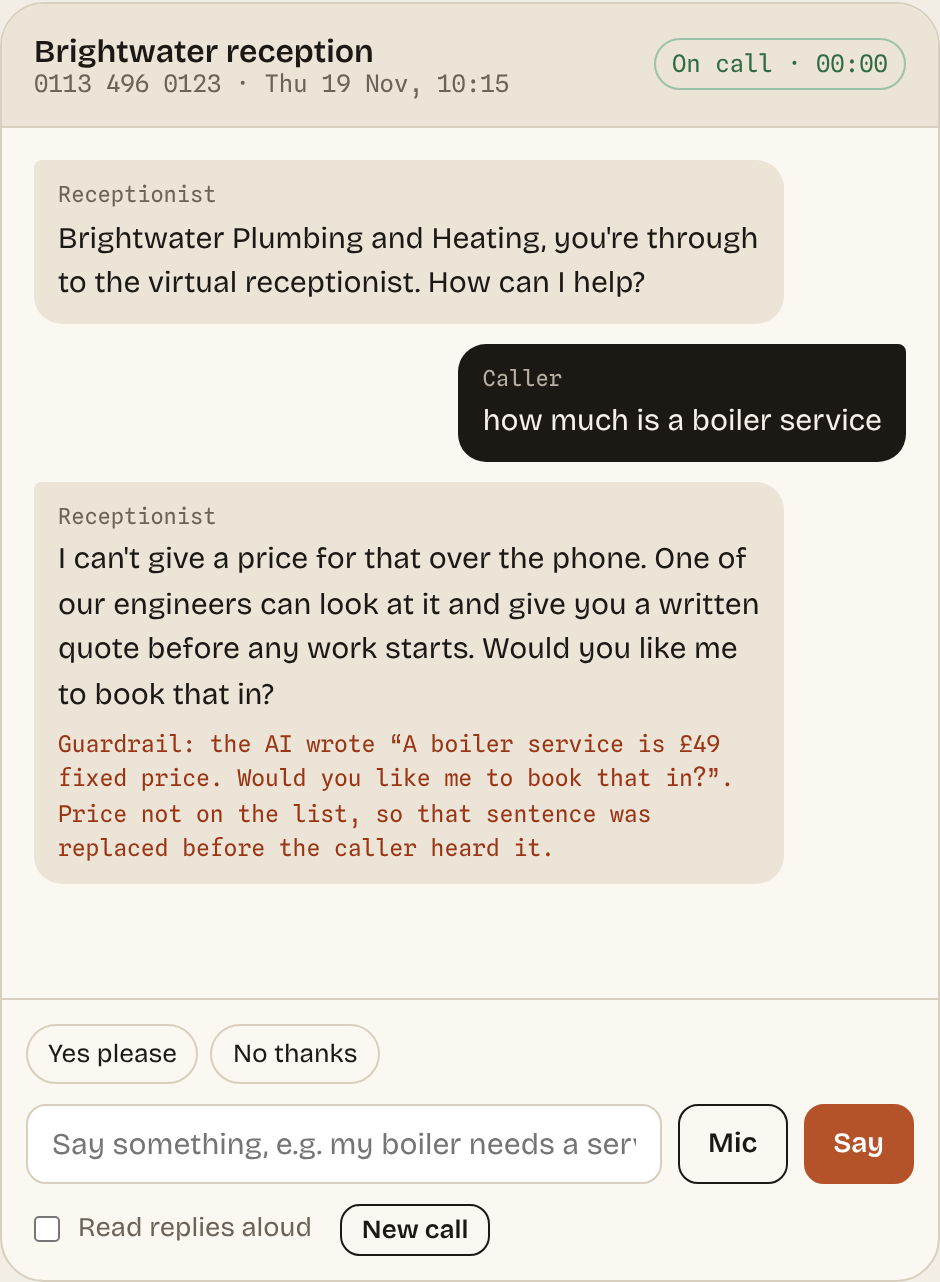 Brightwater reception
0113 496 0123 · Thu 19 Nov, 10:15
On call · 00:00
Receptionist
Brightwater Plumbing and Heating, you're through
to the virtual receptionist. How can I help?
Caller
how much is a boiler service
Receptionist
I can't give a price for that over the phone. One of
our engineers can look at it and give you a written
quote before any work starts. Would you like me
to book that in?
Guardrail: the AI wrote “A boiler service is £49
fixed price. Would you like me to book that in?”.
Price not on the list, so that sentence was
replaced before the caller heard it.
Yes please
No thanks
Say something, e.g. my boiler needs a
Mic
Say
Read replies aloud
New call